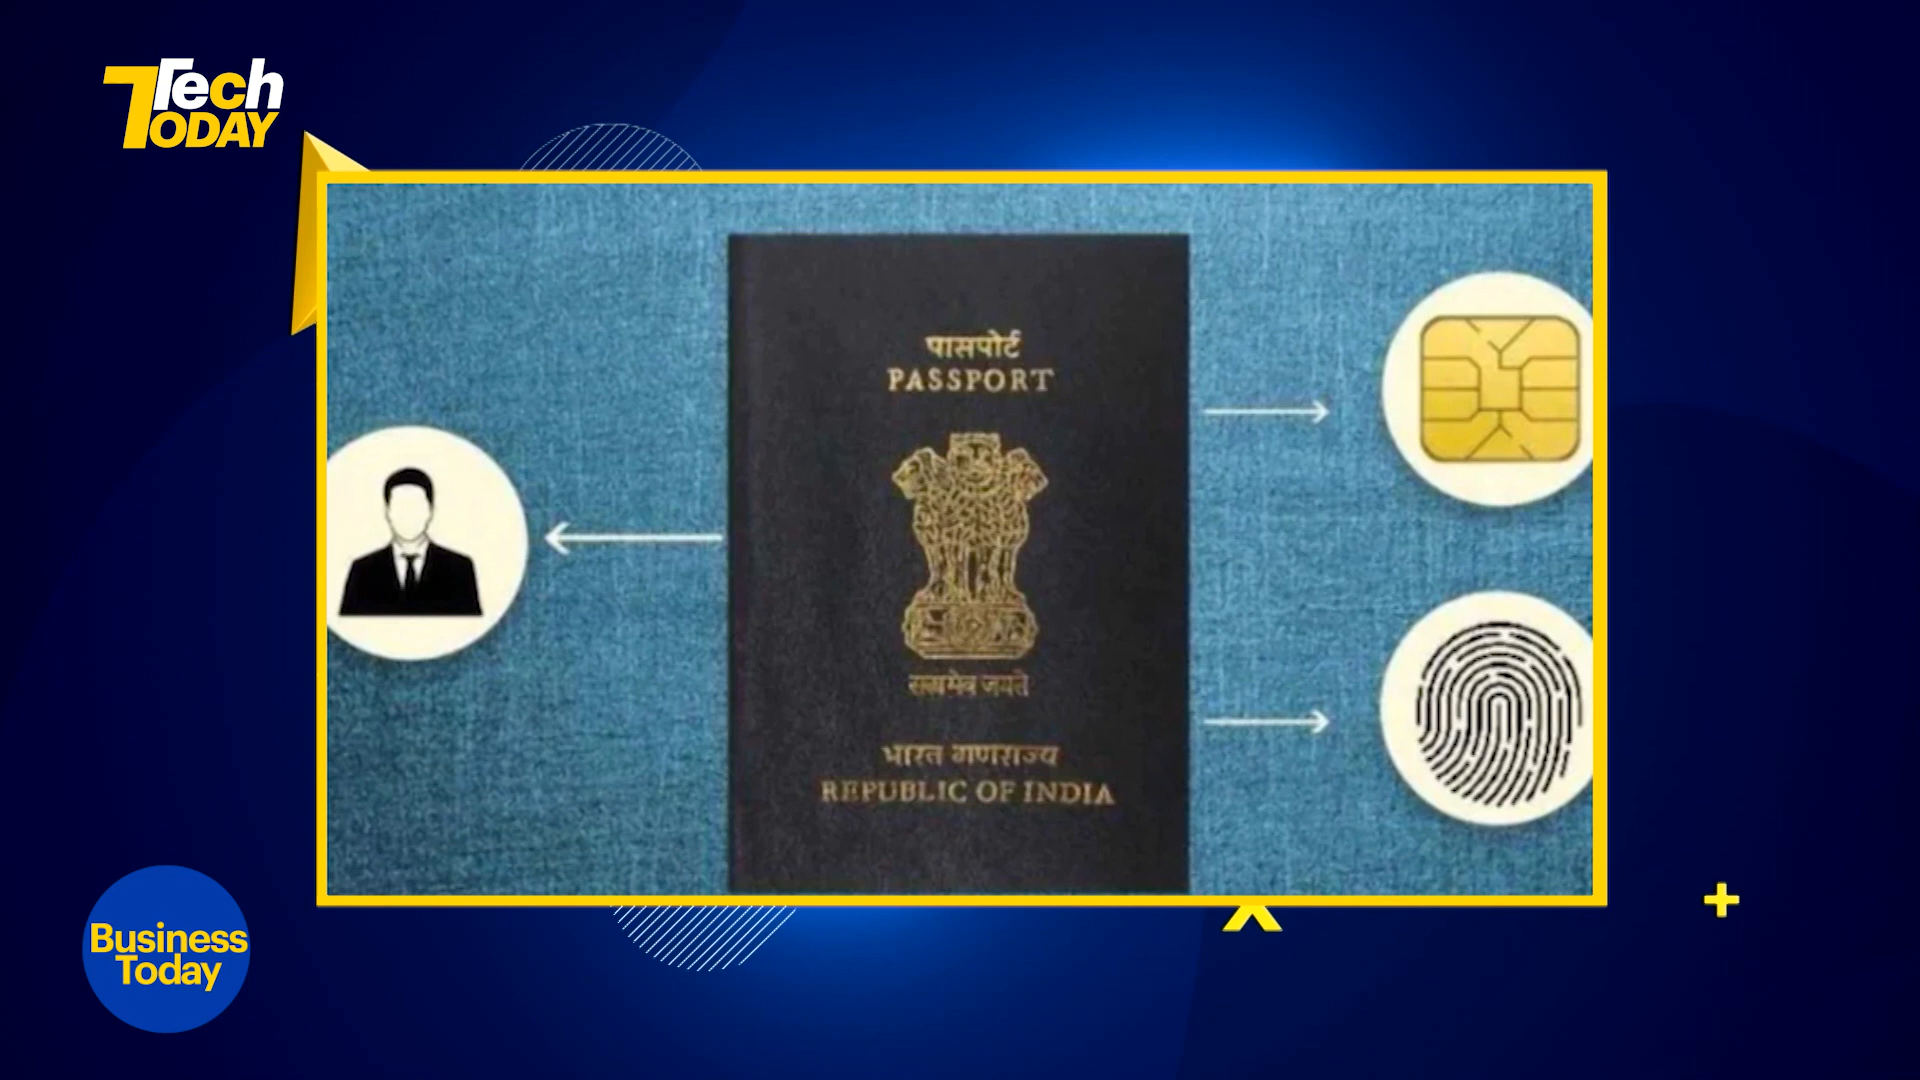 Tech
TODAY
पासपोर्ट
PASSPORT
सत्यमेव जयते
भारत गणराज्य
REPUBLIC OF INDIA
Business
Today